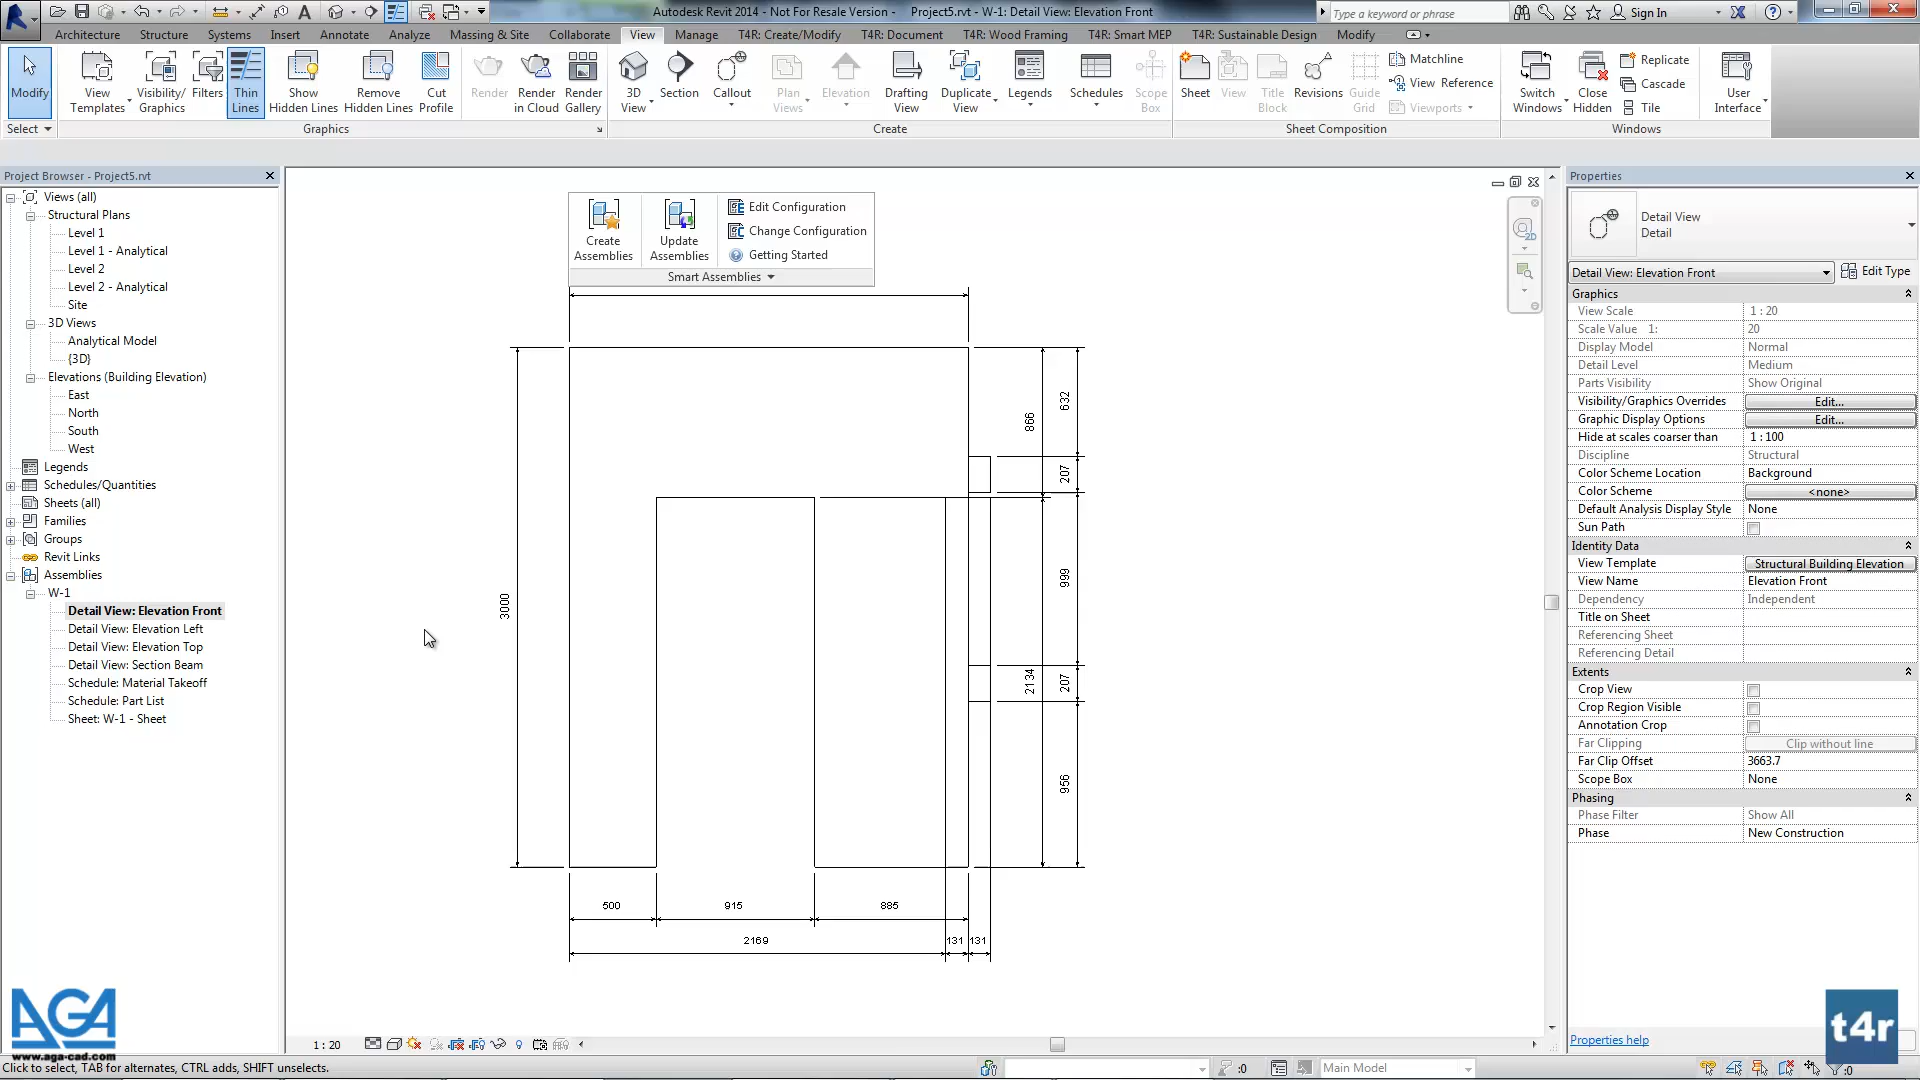 Autodesk Revit 2014 - Not For Resale Version - Project5.rvt - W-1: Detail View: Elevation Front
Type a keyword or phrase
Sign In
Architecture Structure Systems Insert Annotate Analyze Massing & Site Collaborate View Manage T4R: Create/Modify T4R: Document T4R: Wood Framing T4R: Smart MEP T4R: Sustainable Design Modify
Modify
View Templates
Visibility/ Graphics
Filters
Thin Lines
Show Hidden Lines
Remove Hidden Lines
Cut Profile
Render
Render in Cloud
Render Gallery
3D View
Section
Callout
Plan Views
Elevation
Drafting View
Duplicate View
Legends
Schedules
Scope Box
Sheet
View
Title Block
Revisions
Guide Grid
Matchline
View Reference
Viewports
Switch Windows
Close Hidden
Replicate
Cascade
Tile
User Interface
Select
Graphics
Create
Sheet Composition
Windows
Project Browser - Project5.rvt
Views (all)
Structural Plans
Level 1
Level 1 - Analytical
Level 2
Level 2 - Analytical
Site
3D Views
Analytical Model
{3D}
Elevations (Building Elevation)
East
North
South
West
Legends
Schedules/Quantities
Sheets (all)
Families
Groups
Revit Links
Assemblies
W-1
Detail View: Elevation Front
Detail View: Elevation Left
Detail View: Elevation Top
Detail View: Section Beam
Schedule: Material Takeoff
Schedule: Part List
Sheet: W-1 - Sheet
Create Assemblies
Update Assemblies
Edit Configuration
Change Configuration
Getting Started
Smart Assemblies
2D
632
866
207
999
3000
2134
207
956
500 915 885
2169 131 131
Properties
Detail View
Detail
Detail View: Elevation Front Edit Type
Graphics
View Scale 1 : 20
Scale Value 1: 20
Display Model Normal
Detail Level Medium
Parts Visibility Show Original
Visibility/Graphics Overrides Edit...
Graphic Display Options Edit...
Hide at scales coarser than 1 : 100
Discipline Structural
Color Scheme Location Background
Color Scheme <none>
Default Analysis Display Style None
Sun Path
Identity Data
View Template Structural Building Elevation
View Name Elevation Front
Dependency Independent
Title on Sheet
Referencing Sheet
Referencing Detail
Extents
Crop View
Crop Region Visible
Annotation Crop
Far Clipping Clip without line
Far Clip Offset 3663.7
Scope Box None
Phasing
Phase Filter Show All
Phase New Construction
Properties help
t4r
AGA
www.aga-cad.com
1 : 20
Click to select, TAB for alternates, CTRL adds, SHIFT unselects.
:0
Main Model
:0